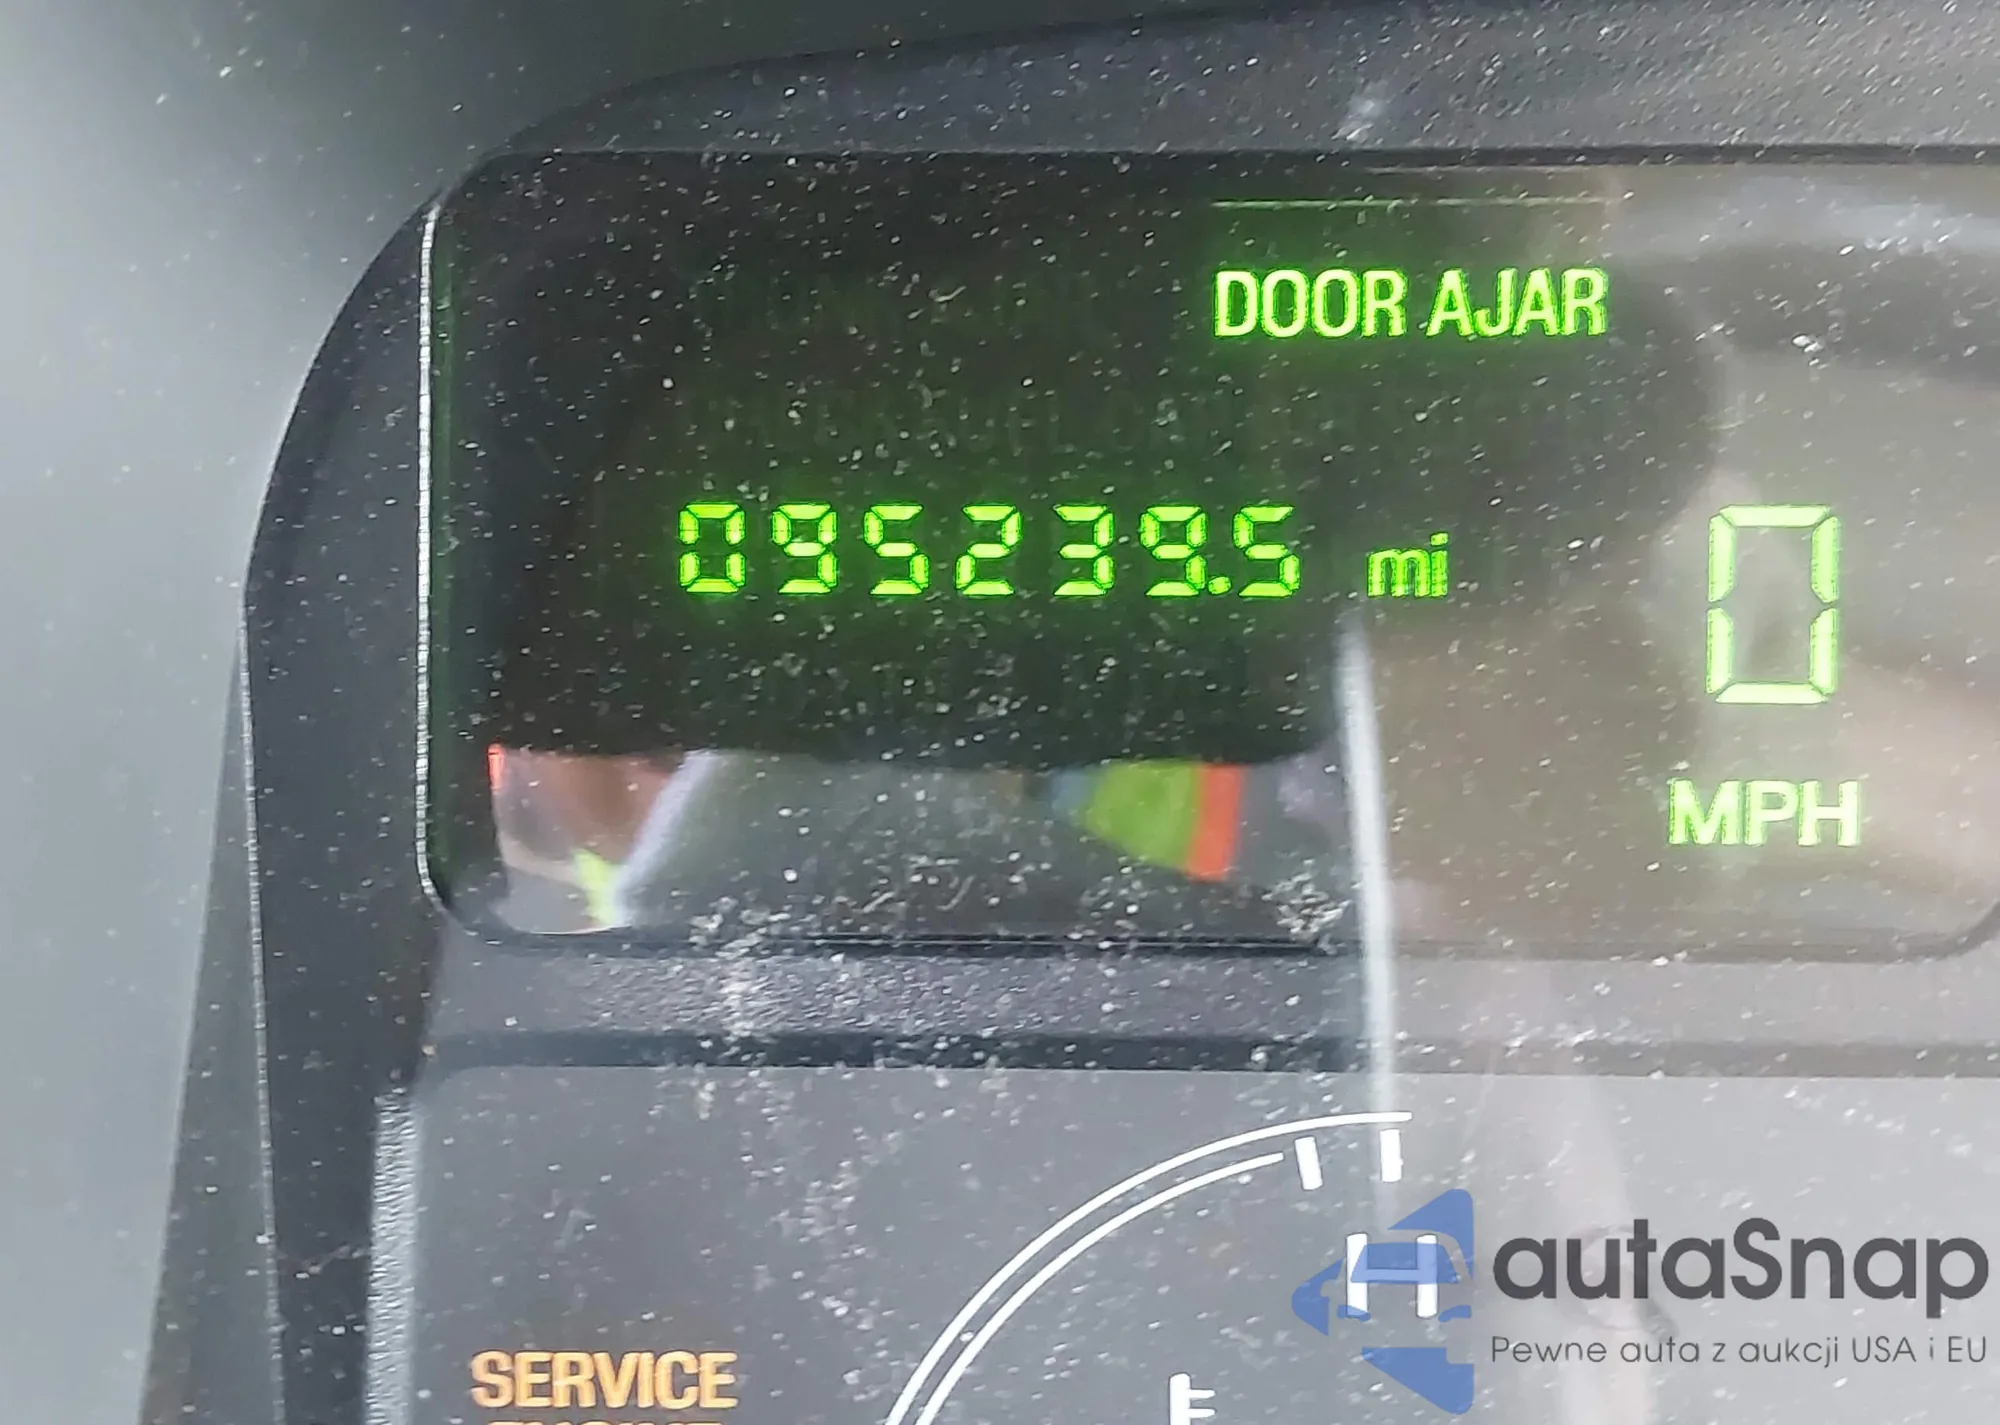 DOOR AJAR
095239.5 mi
0
MPH
H
autaSnap
Pewne auta z aukcji USA i EU
SERVICE